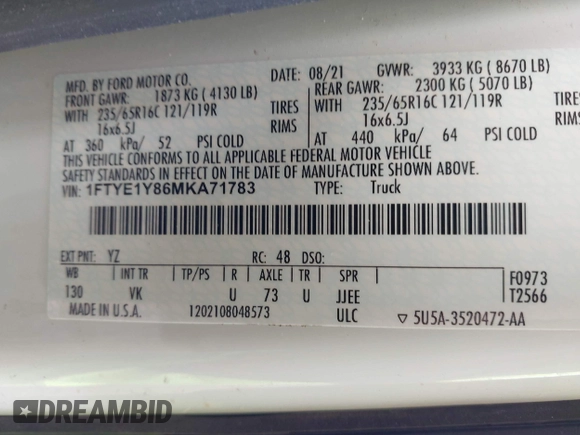 MFD. BY FORD MOTOR CO. DATE: 08/21 GVWR: 3933 KG ( 8670 LB)
FRONT GAWR: 1873 KG ( 4130 LB) REAR GAWR: 2300 KG ( 5070 LB)
WITH 235/65R16C 121/119R TIRES WITH 235/65R16C 121/119R
16x6.5J RIMS 16x6.5J
AT 360 kPa/ 52 PSI COLD AT 440 kPa/ 64 PSI COLD
THIS VEHICLE CONFORMS TO ALL APPLICABLE FEDERAL MOTOR VEHICLE
SAFETY STANDARDS IN EFFECT ON THE DATE OF MANUFACTURE SHOWN ABOVE.
VIN: 1FTYE1Y86MKA71783 TYPE: Truck
EXT PNT: YZ RC: 48 DSO:
WB INT TR TP/PS R AXLE TR SPR F0973
130 VK U 73 U JJEE T2566
MADE IN U.S.A. 1202108048573 ULC ▽ 5U5A-3520472-AA
DREAMBID